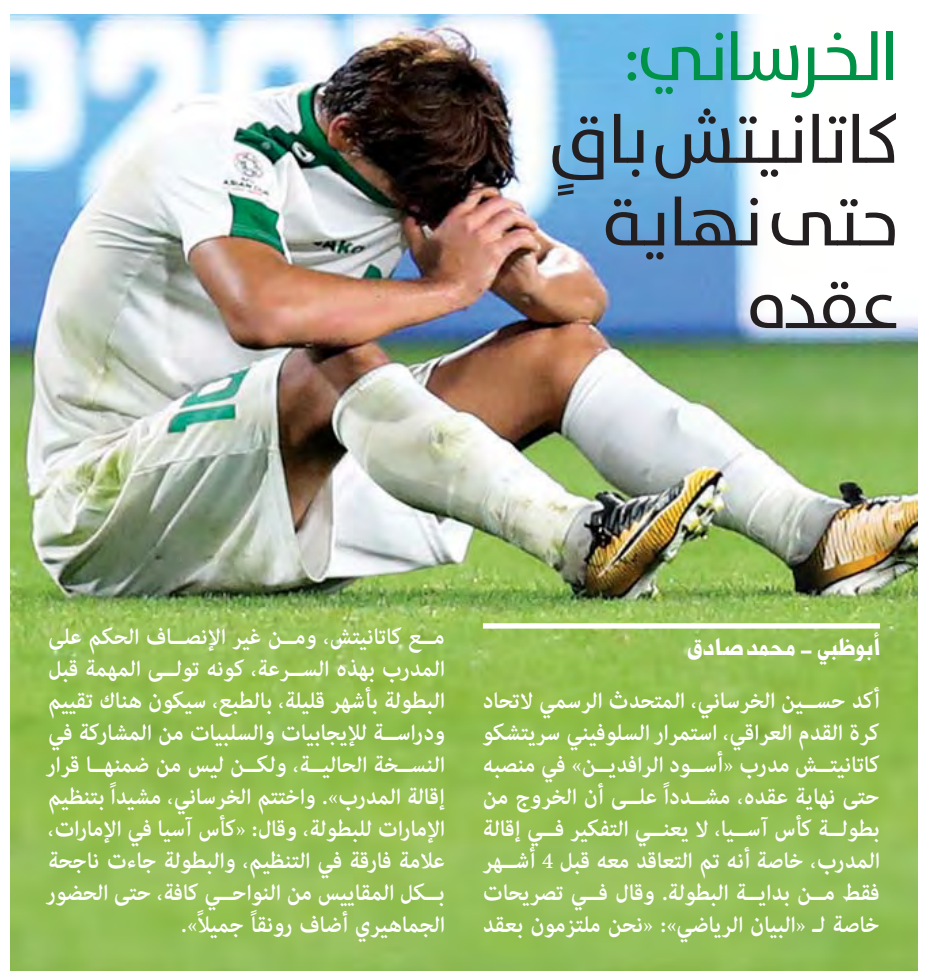 الخرساني:
كاتانيتش باقٍ
حتى نهاية
عقده
ASIAN CUP
JAKO
10
أبوظبي - محمد صادق
أكد حسين الخرساني، المتحدث الرسمي لاتحاد
كرة القدم العراقي، استمرار السلوفيني سريتشكو
كاتانيتش مدرب «أسود الرافدين» في منصبه
حتى نهاية عقده، مشدداً على أن الخروج من
بطولة كأس آسيا، لا يعني التفكير في إقالة
المدرب، خاصة أنه تم التعاقد معه قبل 4 أشهر
فقط من بداية البطولة. وقال في تصريحات
خاصة لـ «البيان الرياضي»: «نحن ملتزمون بعقد
مع كاتانيتش، ومن غير الإنصاف الحكم على
المدرب بهذه السرعة، كونه تولى المهمة قبل
البطولة بأشهر قليلة، بالطبع، سيكون هناك تقييم
ودراسة للإيجابيات والسلبيات من المشاركة في
النسخة الحالية، ولكن ليس من ضمنها قرار
إقالة المدرب». واختتم الخرساني، مشيداً بتنظيم
الإمارات للبطولة، وقال: «كأس آسيا في الإمارات،
علامة فارقة في التنظيم، والبطولة جاءت ناجحة
بكل المقاييس من النواحي كافة، حتى الحضور
الجماهيري أضاف رونقاً جميلاً».